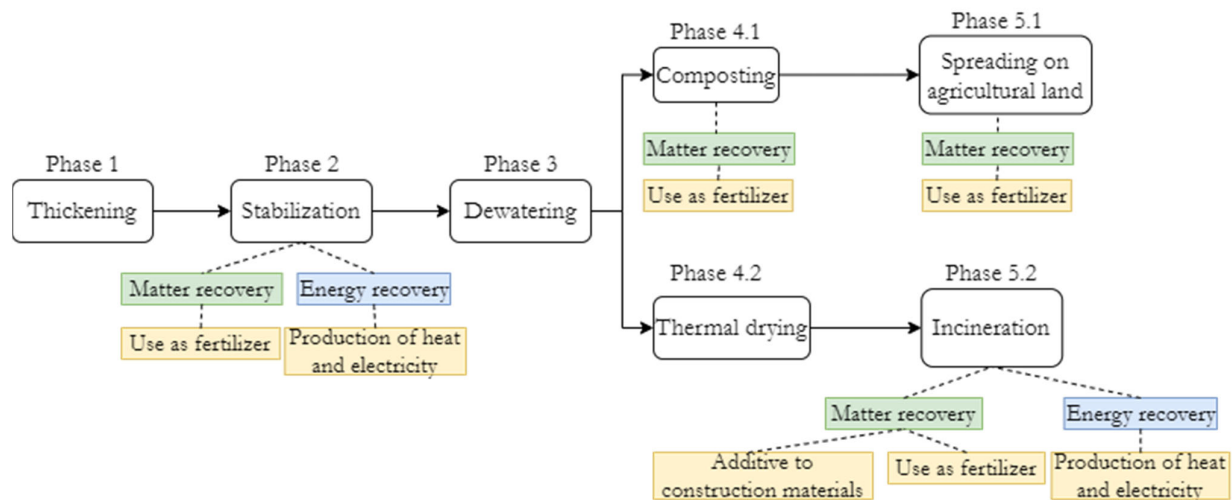 Phase 1
Thickening
Phase 2
Stabilization
Matter recovery
Use as fertilizer
Energy recovery
Production of heat
and electricity
Phase 3
Dewatering
Phase 4.1
Composting
Matter recovery
Use as fertilizer
Phase 5.1
Spreading on
agricultural land
Matter recovery
Use as fertilizer
Phase 4.2
Thermal drying
Phase 5.2
Incineration
Matter recovery
Additive to
construction materials
Use as fertilizer
Energy recovery
Production of heat
and electricity